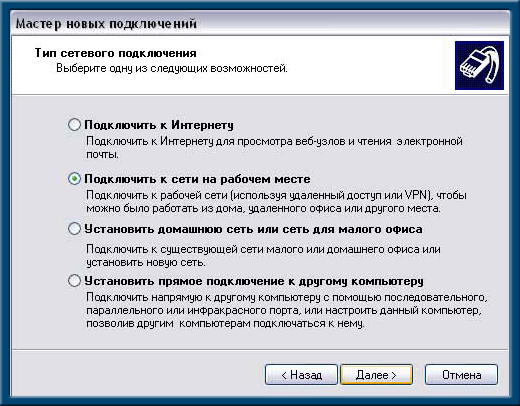 Мастер новых подключений
Тип сетевого подключения
Выберите одну из следующих возможностей.
Подключить к Интернету
Подключить к Интернету для просмотра веб-узлов и чтения электронной
почты.
Подключить к сети на рабочем месте
Подключить к рабочей сети (используя удаленный доступ или VPN), чтобы
можно было работать из дома, удаленного офиса или другого места.
Установить домашнюю сеть или сеть для малого офиса
Подключить к существующей сети малого или домашнего офиса или
установить новую сеть.
Установить прямое подключение к другому компьютеру
Подключить напрямую к другому компьютеру с помощью последовательного,
параллельного или инфракрасного порта, или настроить данный компьютер,
позволив другим компьютерам подключаться к нему.
< Назад
Далее >
Отмена